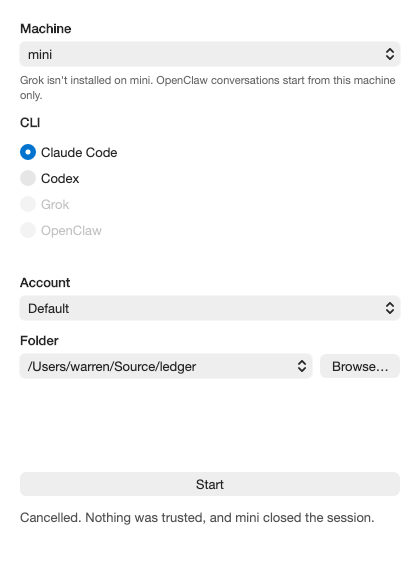 Machine
mini
Grok isn't installed on mini. OpenClaw conversations start from this machine
only.
CLI
Claude Code
Codex
Grok
OpenClaw
Account
Default
Folder
/Users/warren/Source/ledger
Browse…
Start
Cancelled. Nothing was trusted, and mini closed the session.